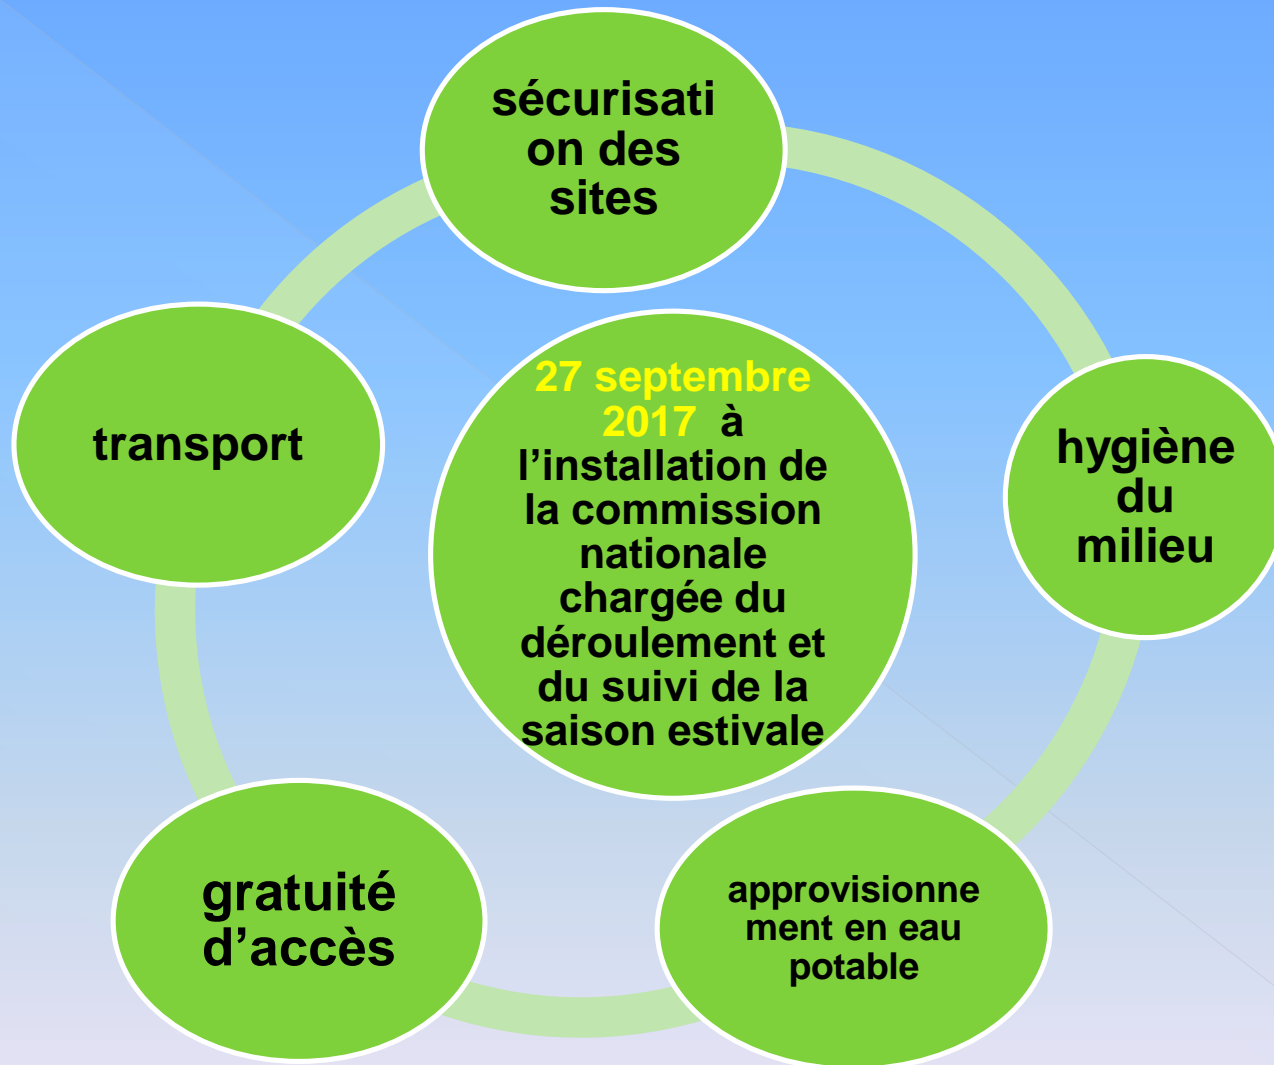 sécurisati
on des
sites
transport
27 septembre
2017 à
l’installation de
la commission
nationale
chargée du
déroulement et
du suivi de la
saison estivale
hygiène
du
milieu
gratuité
d’accès
approvisionne
ment en eau
potable